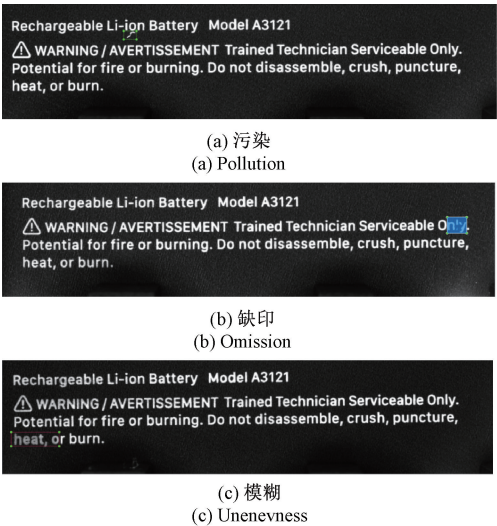 Rechargeable Li-ion Battery Model A3121
⚠ WARNING / AVERTISSEMENT Trained Technician Serviceable Only.
Potential for fire or burning. Do not disassemble, crush, puncture,
heat, or burn.
(a) 污染
(a) Pollution
Rechargeable Li-ion Battery Model A3121
⚠ WARNING / AVERTISSEMENT Trained Technician Serviceable Only.
Potential for fire or burning. Do not disassemble, crush, puncture,
heat, or burn.
(b) 缺印
(b) Omission
Rechargeable Li-ion Battery Model A3121
⚠ WARNING / AVERTISSEMENT Trained Technician Serviceable Only.
Potential for fire or burning. Do not disassemble, crush, puncture,
heat, or burn.
(c) 模糊
(c) Unenevness